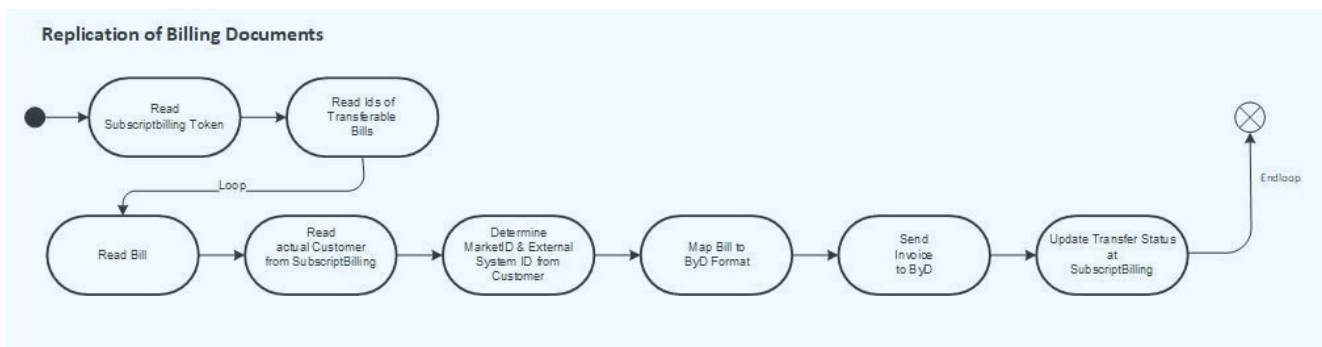 Replication of Billing Documents
Read
Subscriptbilling Token
Read Ids of
Transferable
Bills
Loop
Endloop
Read Bill
Read
actual Customer
from SubscriptBilling
Determine
MarketID & External
System ID from
Customer
Map Bill to
ByD Format
Send
Invoice
to ByD
Update Transfer Status
at
SubscriptBilling